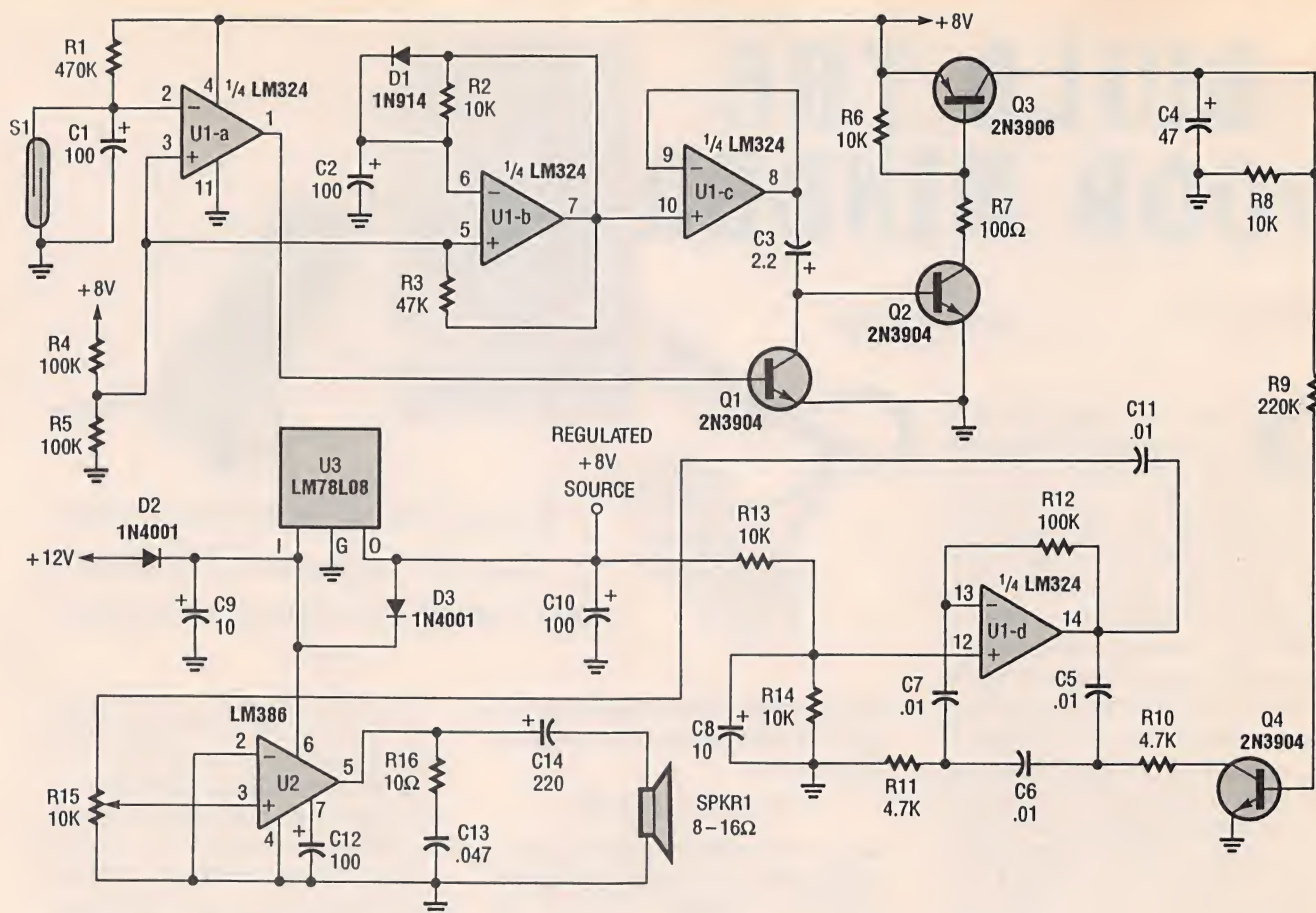 +8V
R1
470K
S1
C1
100
+
2
3
4
11
1
−
+
1/4 LM324
U1-a
D1
1N914
R2
10K
C2
100
+
6
5
7
−
+
1/4 LM324
U1-b
R3
47K
1/4 LM324
9
10
8
−
+
U1-c
C3
2.2
+
R6
10K
Q3
2N3906
R7
100Ω
C4
47
+
R8
10K
Q2
2N3904
Q1
2N3904
R9
220K
+8V
R4
100K
R5
100K
U3
LM78L08
I
G
O
REGULATED
+8V
SOURCE
D2
1N4001
+12V
+
C9
10
D3
1N4001
C10
100
+
R13
10K
C11
.01
R12
100K
1/4 LM324
13
12
14
−
+
U1-d
C8
10
+
R14
10K
C7
.01
C5
.01
R11
4.7K
C6
.01
R10
4.7K
Q4
2N3904
R15
10K
LM386
2
3
4
6
7
5
−
+
U2
+
C12
100
R16
10Ω
C13
.047
+
C14
220
SPKR1
8–16Ω